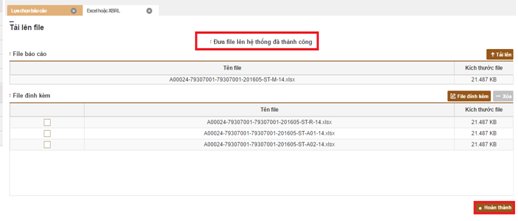 Lựa chọn báo cáo
Excel hoặc XBRL
Tải lên file
Đưa file lên hệ thống đã thành công
File báo cáo
Tải lên
Tên file Kích thước file
A00024-79307001-79307001-201605-ST-M-14.xlsx 21.487 KB
File đính kèm
File đính kèm Xóa
Tên file Kích thước file
A00024-79307001-79307001-201605-ST-R-14.xlsx 21.487 KB
A00024-79307001-79307001-201605-ST-A01-14.xlsx 21.487 KB
A00024-79307001-79307001-201605-ST-A02-14.xlsx 21.487 KB
Hoàn thành